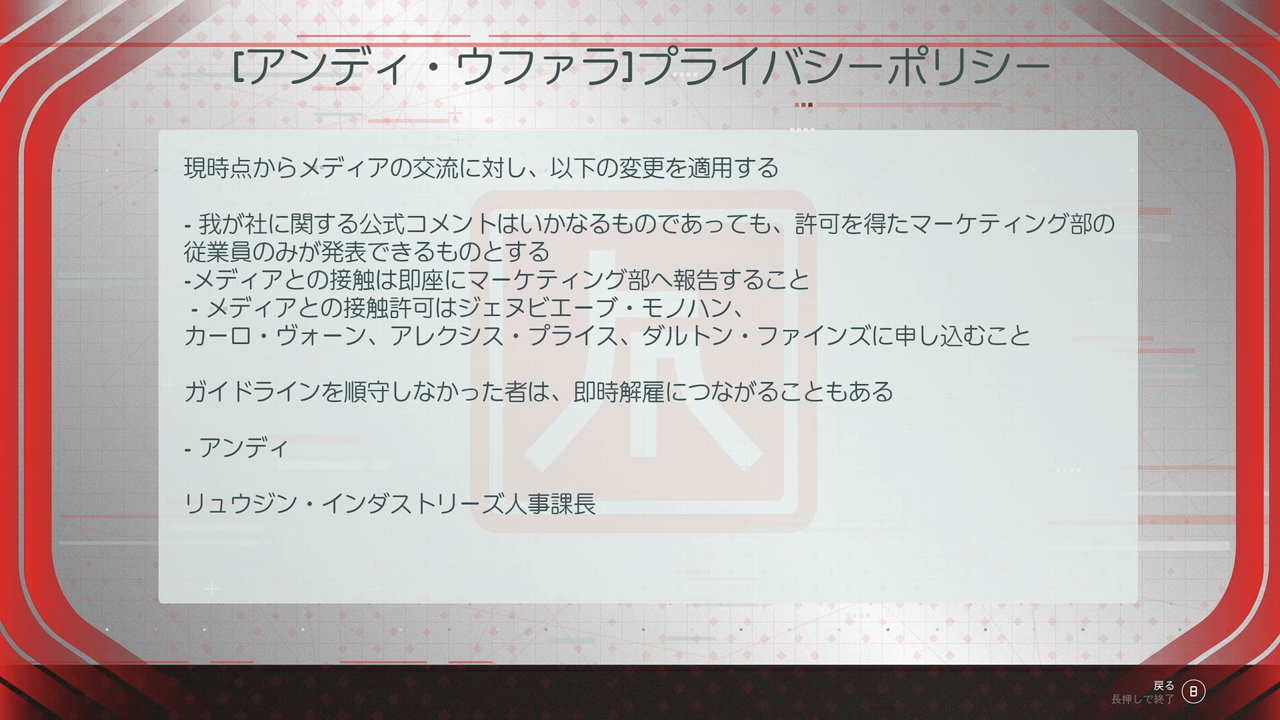 [アンディ・ウファラ]プライバシーポリシー
現時点からメディアの交流に対し、以下の変更を適用する
- 我が社に関する公式コメントはいかなるものであっても、許可を得たマーケティング部の
従業員のみが発表できるものとする
-メディアとの接触は即座にマーケティング部へ報告すること
- メディアとの接触許可はジェヌビエーブ・モノハン、
カーロ・ヴォーン、アレクシス・プライス、ダルトン・ファインズに申し込むこと
ガイドラインを順守しなかった者は、即時解雇につながることもある
- アンディ
リュウジン・インダストリーズ人事課長
戻る
長押しで終了
B